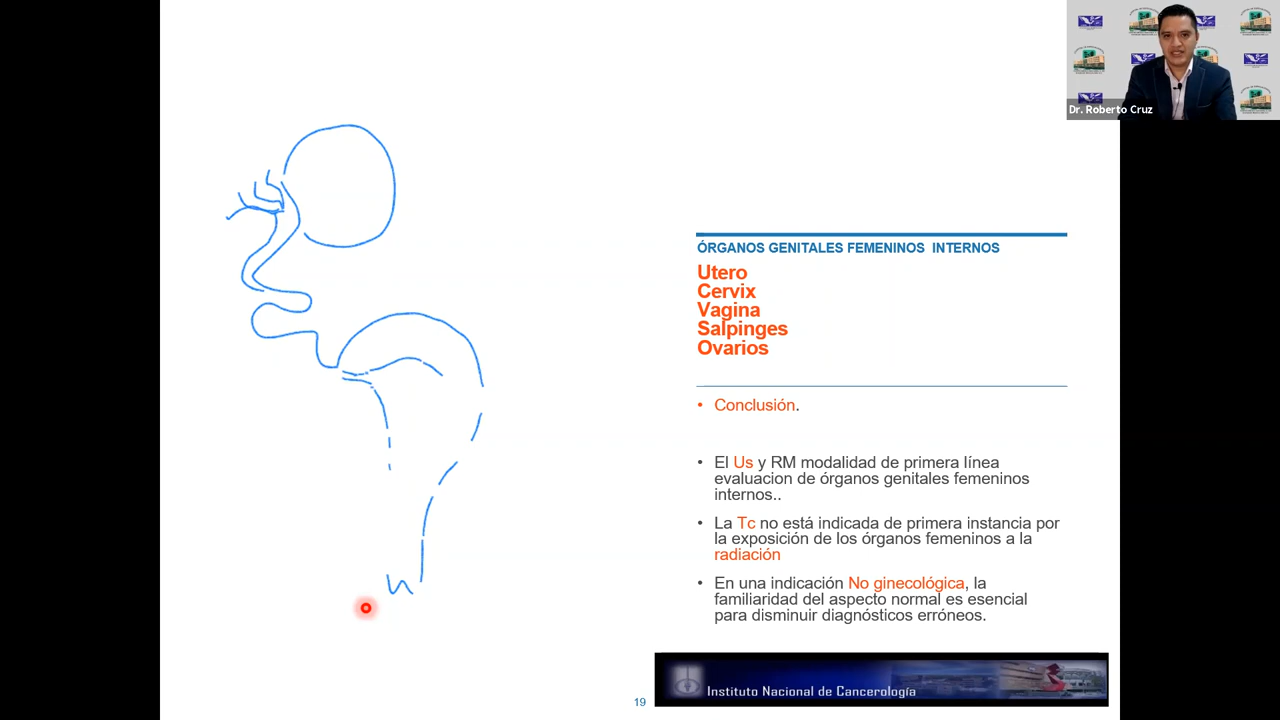 Dr. Roberto Cruz
ÓRGANOS GENITALES FEMENINOS INTERNOS
Utero
Cervix
Vagina
Salpinges
Ovarios
• Conclusión.
• El Us y RM modalidad de primera línea
evaluacion de órganos genitales femeninos
internos..
• La Tc no está indicada de primera instancia por
la exposición de los órganos femeninos a la
radiación
• En una indicación No ginecológica, la
familiaridad del aspecto normal es esencial
para disminuir diagnósticos erróneos.
Instituto Nacional de Cancerología
19